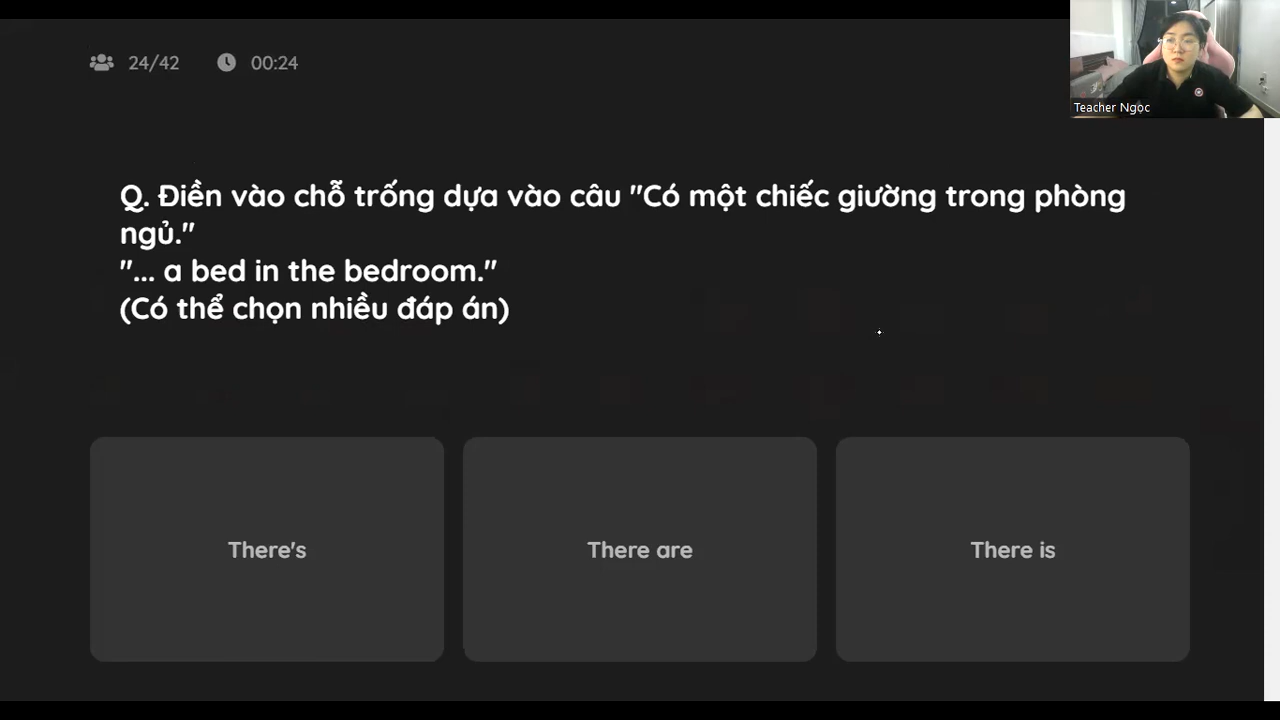 24/42 00:24
Teacher Ngọc
Q. Điền vào chỗ trống dựa vào câu "Có một chiếc giường trong phòng
ngủ."
"... a bed in the bedroom."
(Có thể chọn nhiều đáp án)
There's
There are
There is